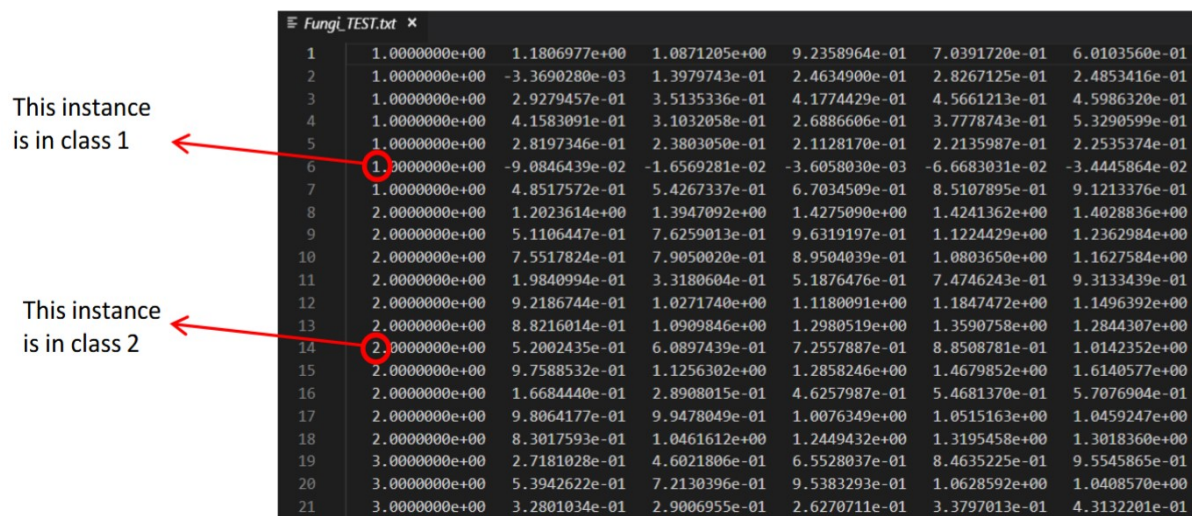 Fungi_TEST.txt ×
1 1.0000000e+00 1.1806977e+00 1.0871205e+00 9.2358964e-01 7.0391720e-01 6.0103560e-01
2 1.0000000e+00 -3.3690280e-03 1.3979743e-01 2.4634900e-01 2.8267125e-01 2.4853416e-01
3 1.0000000e+00 2.9279457e-01 3.5135336e-01 4.1774429e-01 4.5661213e-01 4.5986320e-01
4 1.0000000e+00 4.1583091e-01 3.1032058e-01 2.6886606e-01 3.7778743e-01 5.3290599e-01
5 1.0000000e+00 2.8197346e-01 2.3803050e-01 2.1128170e-01 2.2135987e-01 2.2535374e-01
6 1.0000000e+00 -9.0846439e-02 -1.6569281e-02 -3.6058030e-03 -6.6683031e-02 -3.4445864e-02
7 1.0000000e+00 4.8517572e-01 5.4267337e-01 6.7034509e-01 8.5107895e-01 9.1213376e-01
8 2.0000000e+00 1.2023614e+00 1.3947092e+00 1.4275090e+00 1.4241362e+00 1.4028836e+00
9 2.0000000e+00 5.1106447e-01 7.6259013e-01 9.6319197e-01 1.1224429e+00 1.2362984e+00
10 2.0000000e+00 7.5517824e-01 7.9050020e-01 8.9504039e-01 1.0803650e+00 1.1627584e+00
11 2.0000000e+00 1.9840994e-01 3.3180604e-01 5.1876476e-01 7.4746243e-01 9.3133439e-01
12 2.0000000e+00 9.2186744e-01 1.0271740e+00 1.1180091e+00 1.1847472e+00 1.1496392e+00
13 2.0000000e+00 8.8216014e-01 1.0909846e+00 1.2980519e+00 1.3590758e+00 1.2844307e+00
14 2.0000000e+00 5.2002435e-01 6.0897439e-01 7.2557887e-01 8.8508781e-01 1.0142352e+00
15 2.0000000e+00 9.7588532e-01 1.1256302e+00 1.2858246e+00 1.4679852e+00 1.6140577e+00
16 2.0000000e+00 1.6684440e-01 2.8908015e-01 4.6257987e-01 5.4681370e-01 5.7076904e-01
17 2.0000000e+00 9.8064177e-01 9.9478049e-01 1.0076349e+00 1.0515163e+00 1.0459247e+00
18 2.0000000e+00 8.3017593e-01 1.0461612e+00 1.2449432e+00 1.3195458e+00 1.3018360e+00
19 3.0000000e+00 2.7181028e-01 4.6021806e-01 6.5528037e-01 8.4635225e-01 9.5545865e-01
20 3.0000000e+00 5.3942622e-01 7.2130396e-01 9.5383293e-01 1.0628592e+00 1.0408570e+00
21 3.0000000e+00 3.2801034e-01 2.9006955e-01 2.6270711e-01 3.3797013e-01 4.3132201e-01
This instance
is in class 1
This instance
is in class 2